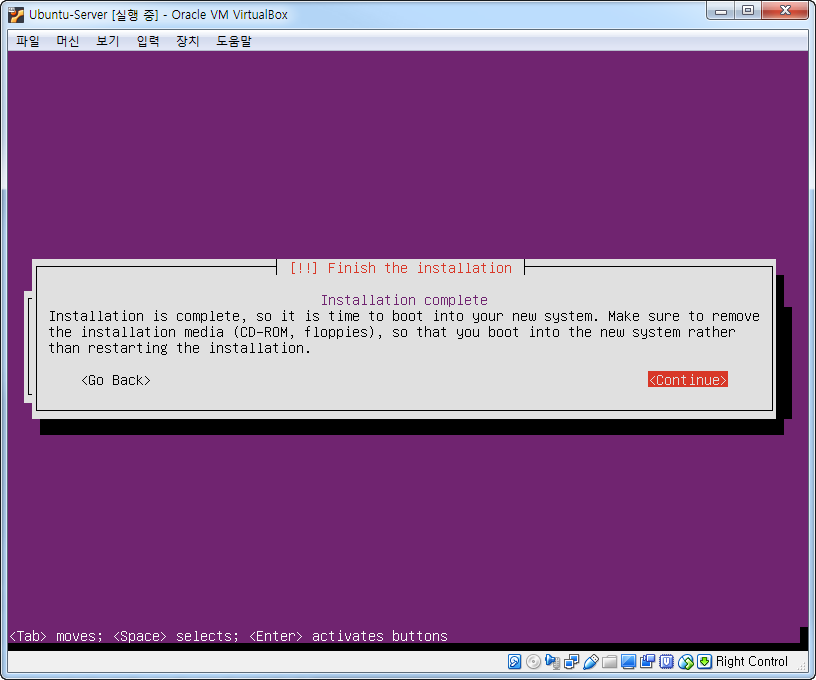 Ubuntu-Server [실행 중] - Oracle VM VirtualBox
파일 머신 보기 입력 장치 도움말
[!!] Finish the installation
Installation complete
Installation is complete, so it is time to boot into your new system. Make sure to remove
the installation media (CD-ROM, floppies), so that you boot into the new system rather
than restarting the installation.
<Go Back> <Continue>
<Tab> moves; <Space> selects; <Enter> activates buttons
Right Control